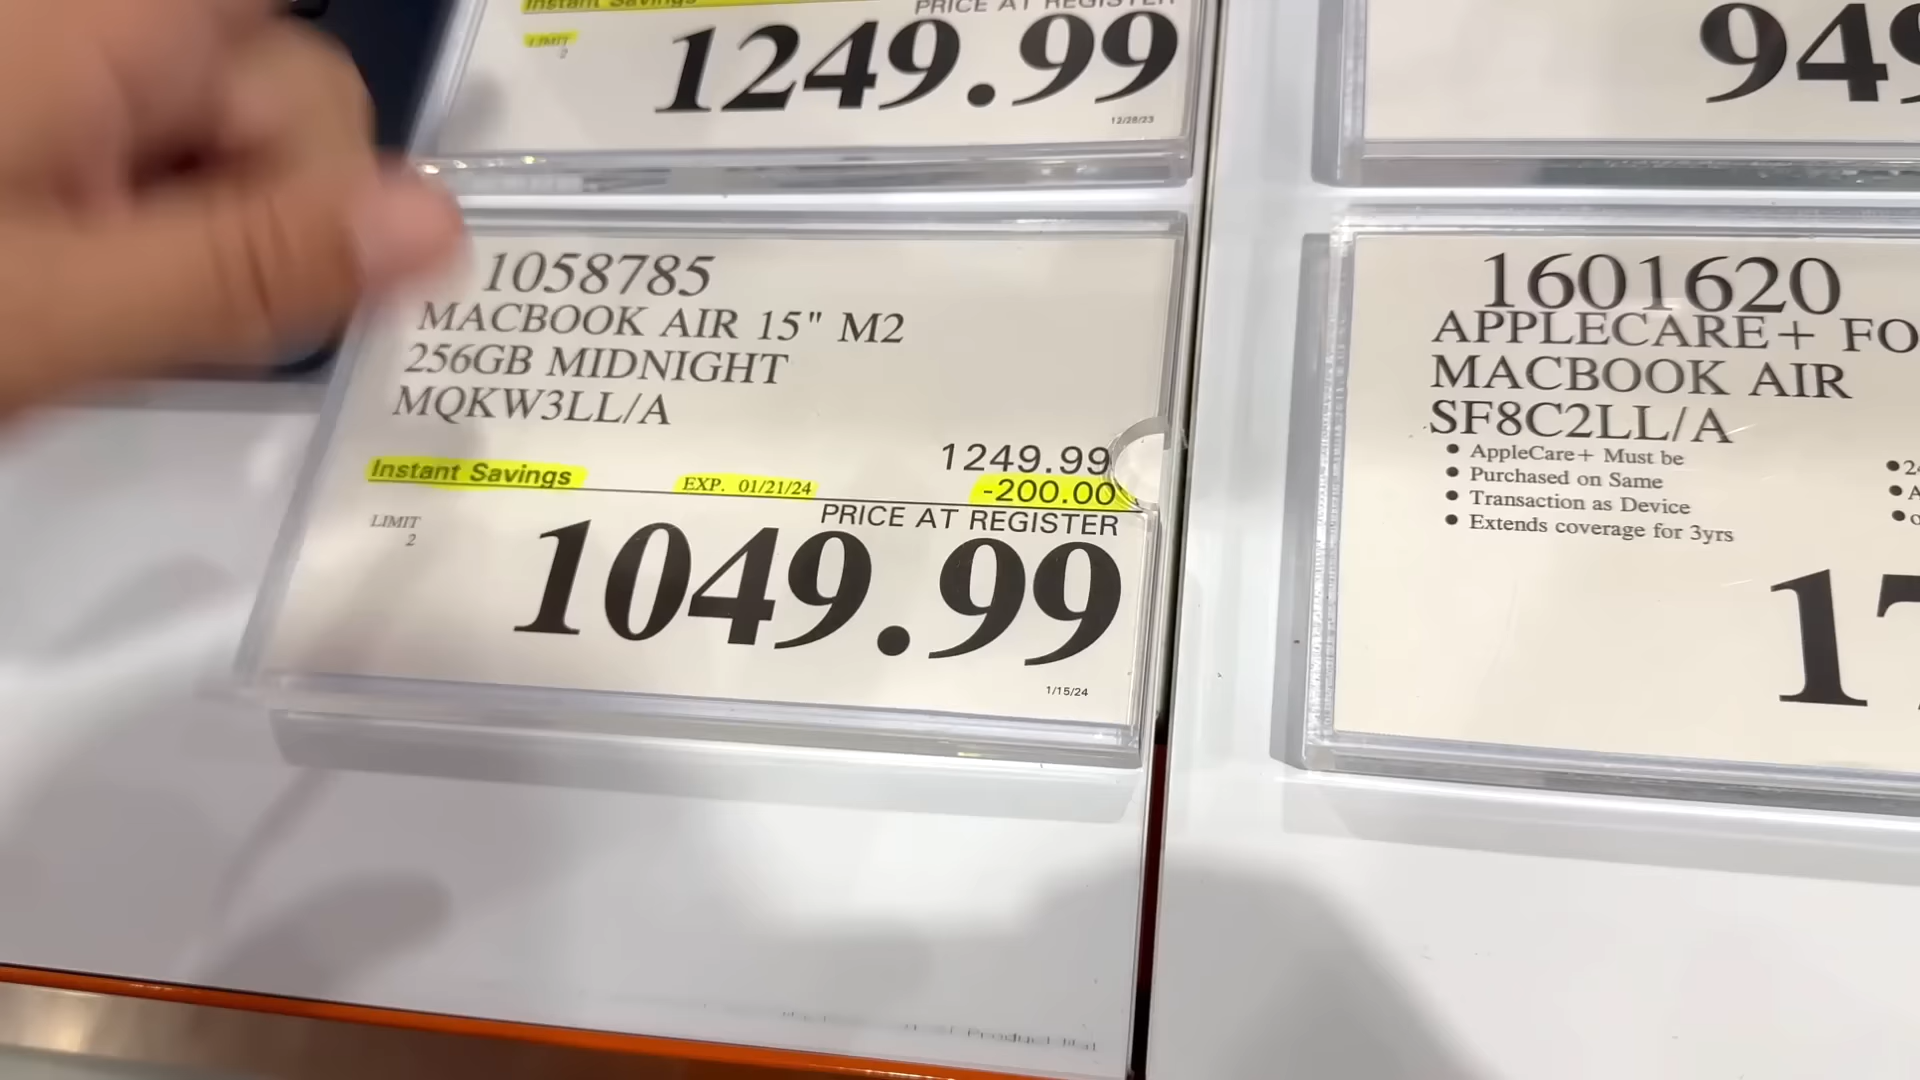 Instant Savings
PRICE AT REGISTER
LIMIT
2
1249.99
12/28/23
1058785
MACBOOK AIR 15" M2
256GB MIDNIGHT
MQKW3LL/A
1249.99
Instant Savings EXP. 01/21/24 -200.00
PRICE AT REGISTER
LIMIT
2
1049.99
1/15/24
949
1601620
APPLECARE+ FO
MACBOOK AIR
SF8C2LL/A
• AppleCare+ Must be
• Purchased on Same
• Transaction as Device
• Extends coverage for 3yrs